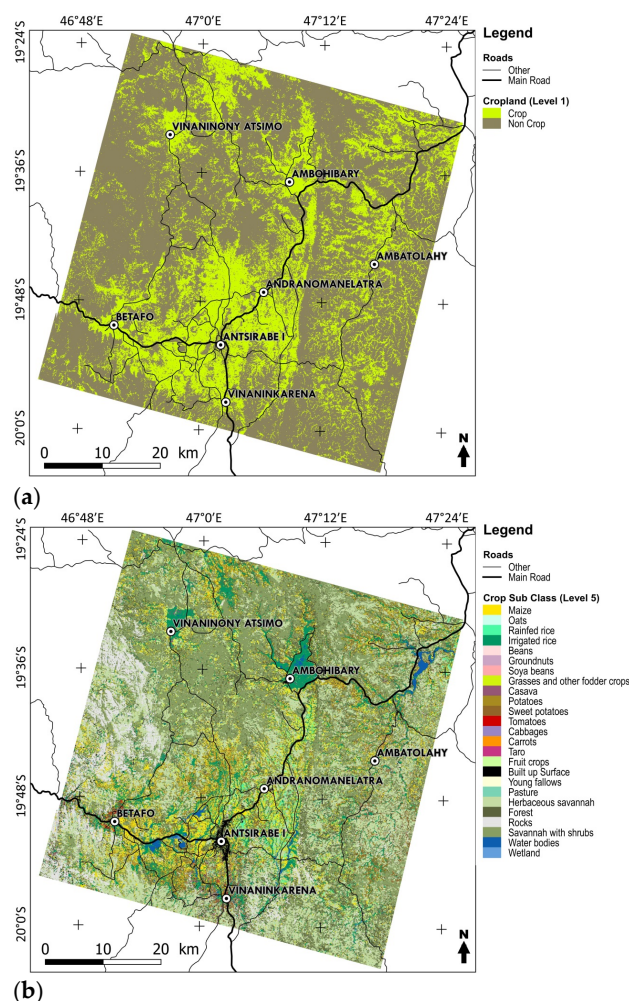 46°48'E 47°0'E 47°12'E 47°24'E
19°24'S
19°36'S
19°48'S
20°0'S
VINANINONY ATSIMO
AMBOHIBARY
AMBATOLAHY
ANDRANOMANELATRA
BETAFO
ANTSIRABE I
VINANINKARENA
0 10 20 km
N
Legend
Roads
Other
Main Road
Cropland (Level 1)
Crop
Non Crop
(a)
46°48'E 47°0'E 47°12'E 47°24'E
19°24'S
19°36'S
19°48'S
20°0'S
VINANINONY ATSIMO
AMBOHIBARY
AMBATOLAHY
ANDRANOMANELATRA
BETAFO
ANTSIRABE I
VINANINKARENA
0 10 20 km
N
Legend
Roads
Other
Main Road
Crop Sub Class (Level 5)
Maize
Oats
Rainfed rice
Irrigated rice
Beans
Groundnuts
Soya beans
Grasses and other fodder crops
Casava
Potatoes
Sweet potatoes
Tomatoes
Cabbages
Carrots
Taro
Fruit crops
Built up Surface
Young fallows
Pasture
Herbaceous savannah
Forest
Rocks
Savannah with shrubs
Water bodies
Wetland
(b)